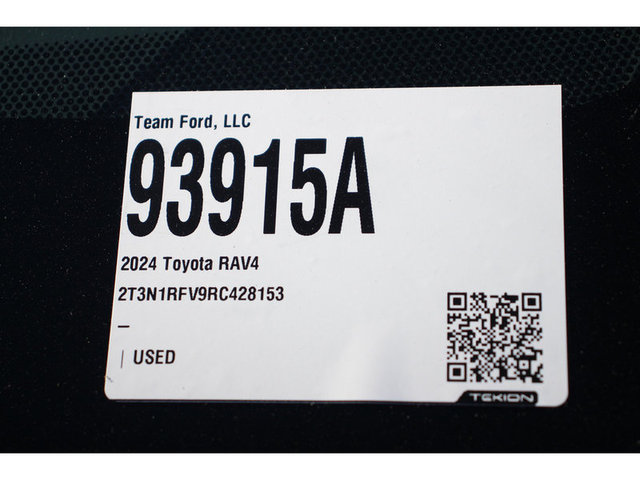 Team Ford, LLC
93915A
2024 Toyota RAV4
2T3N1RFV9RC428153
–
| USED
TEKION